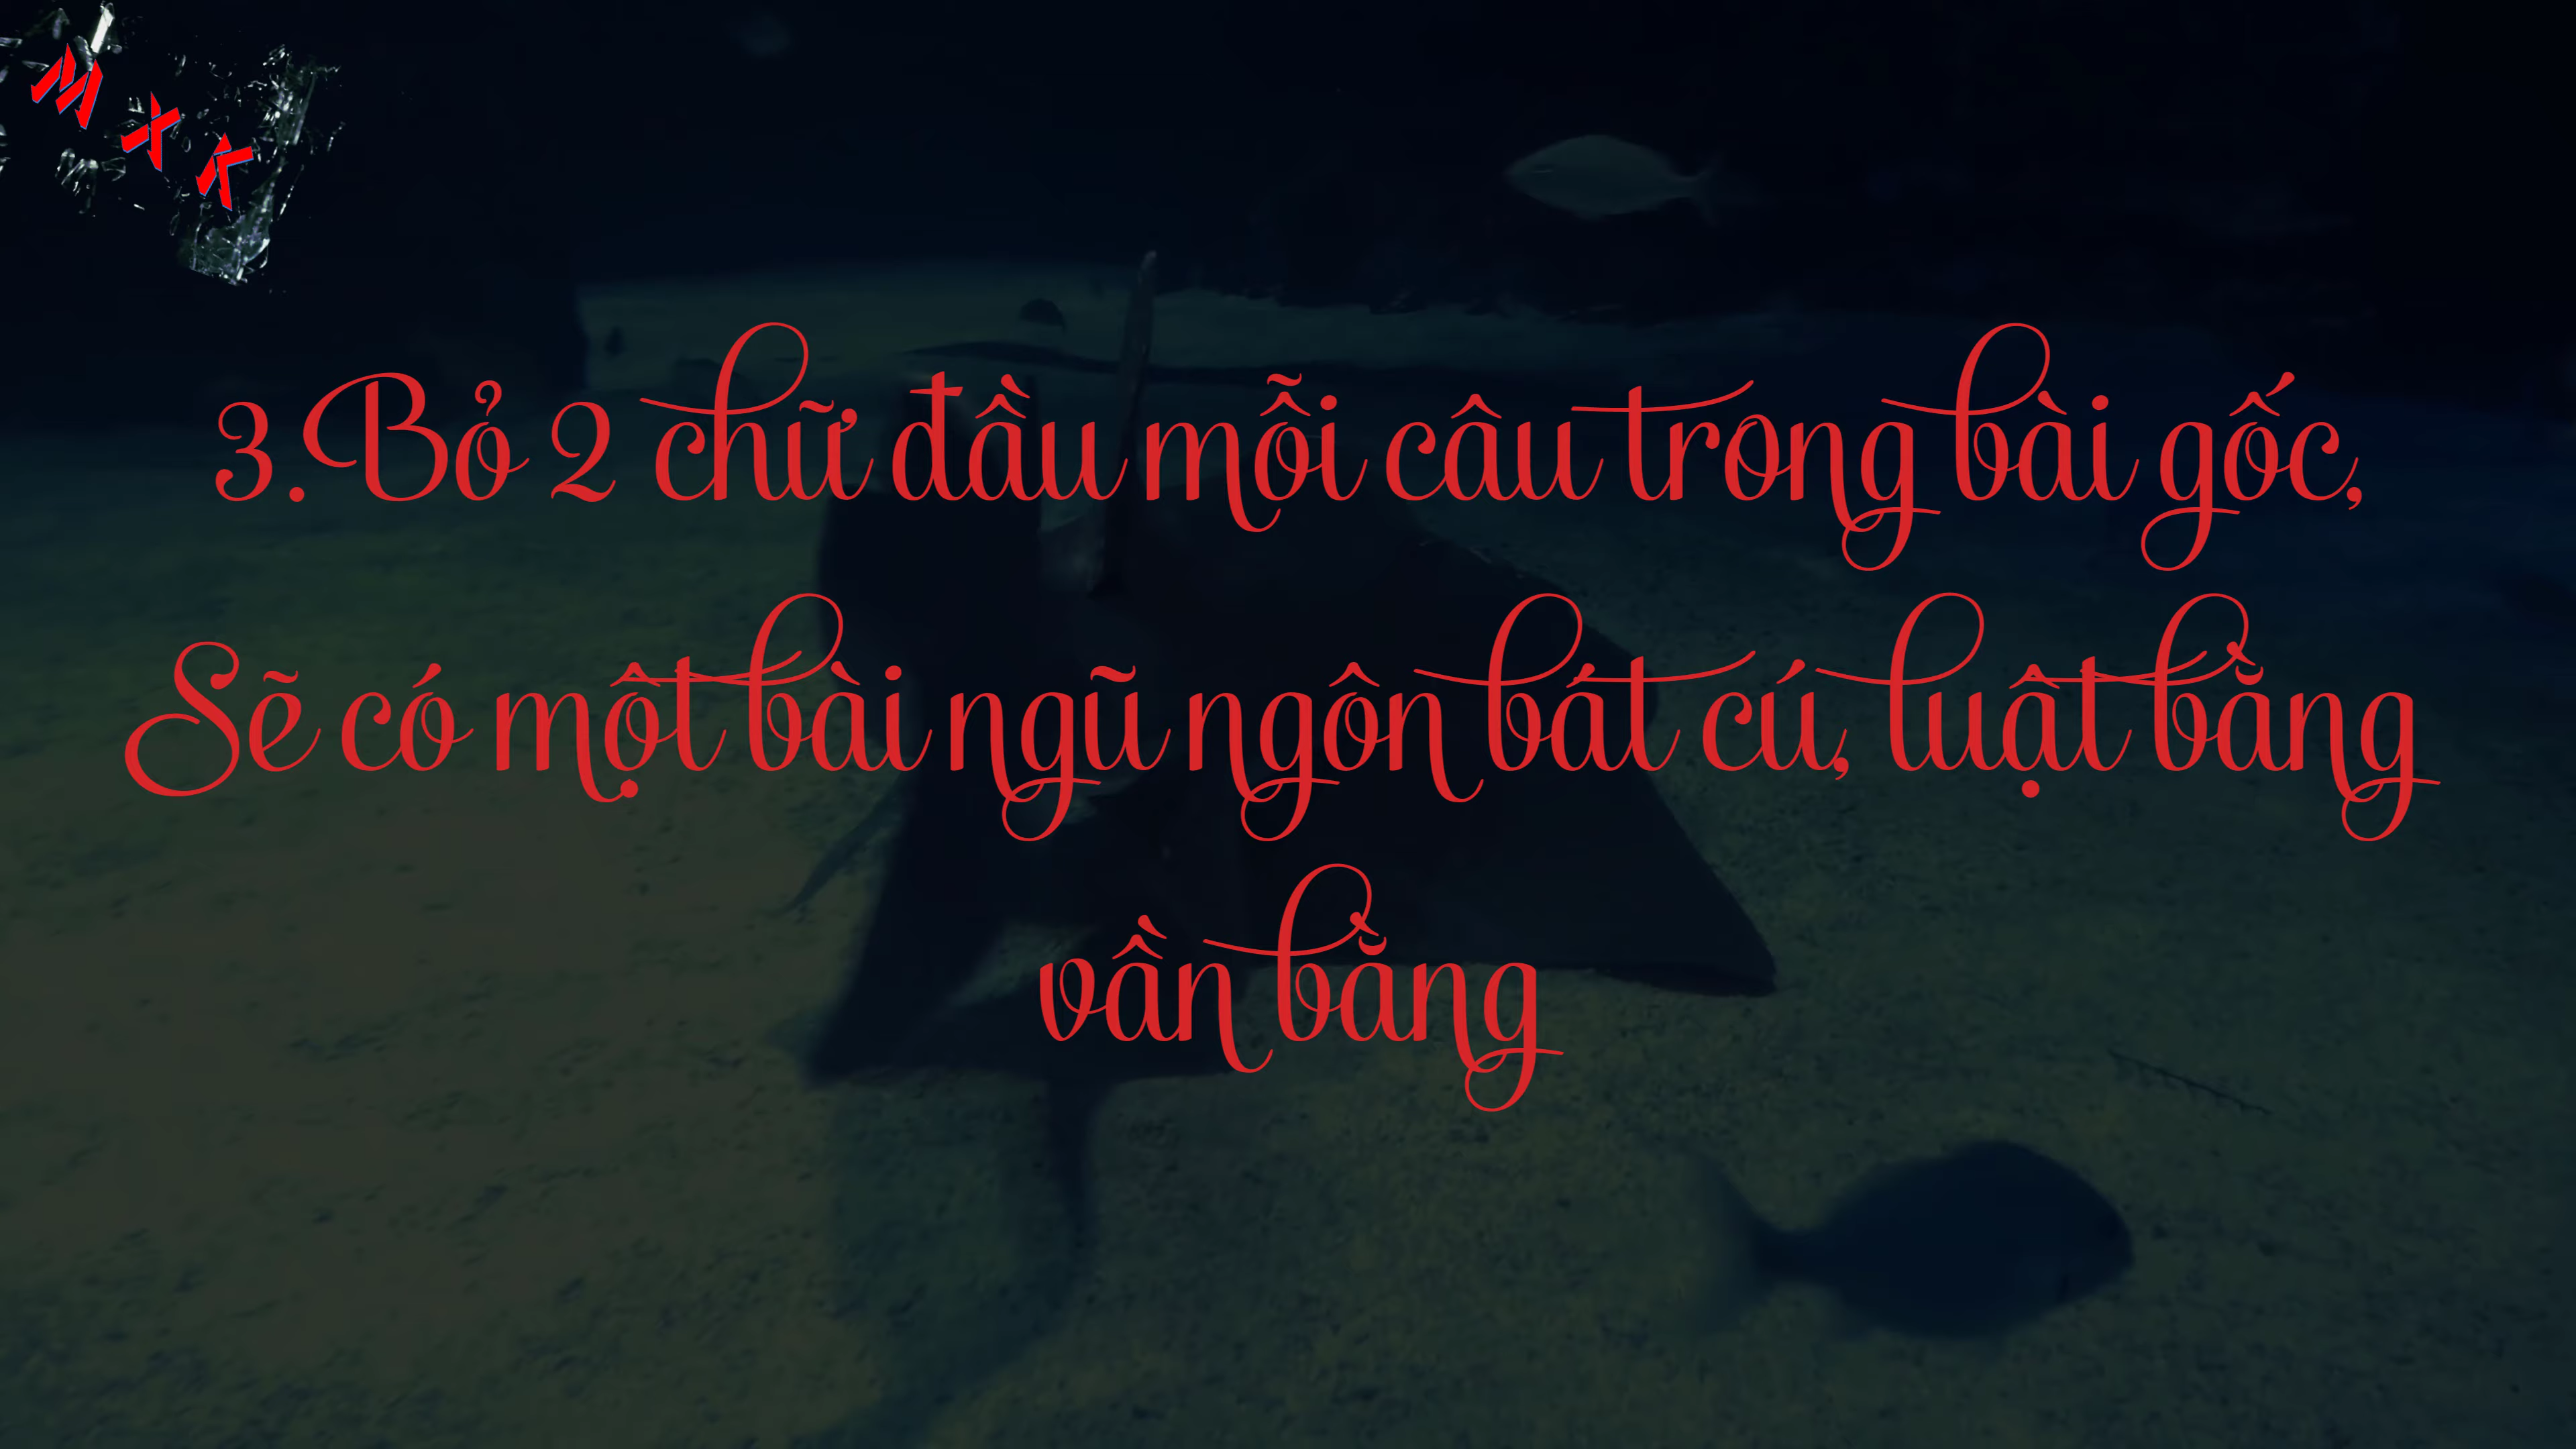 MTK
3.Bỏ 2 chữ đầu mỗi câu trong bài gốc,
Sẽ có một bài ngũ ngôn bát cú, luật bằng
vần bằng